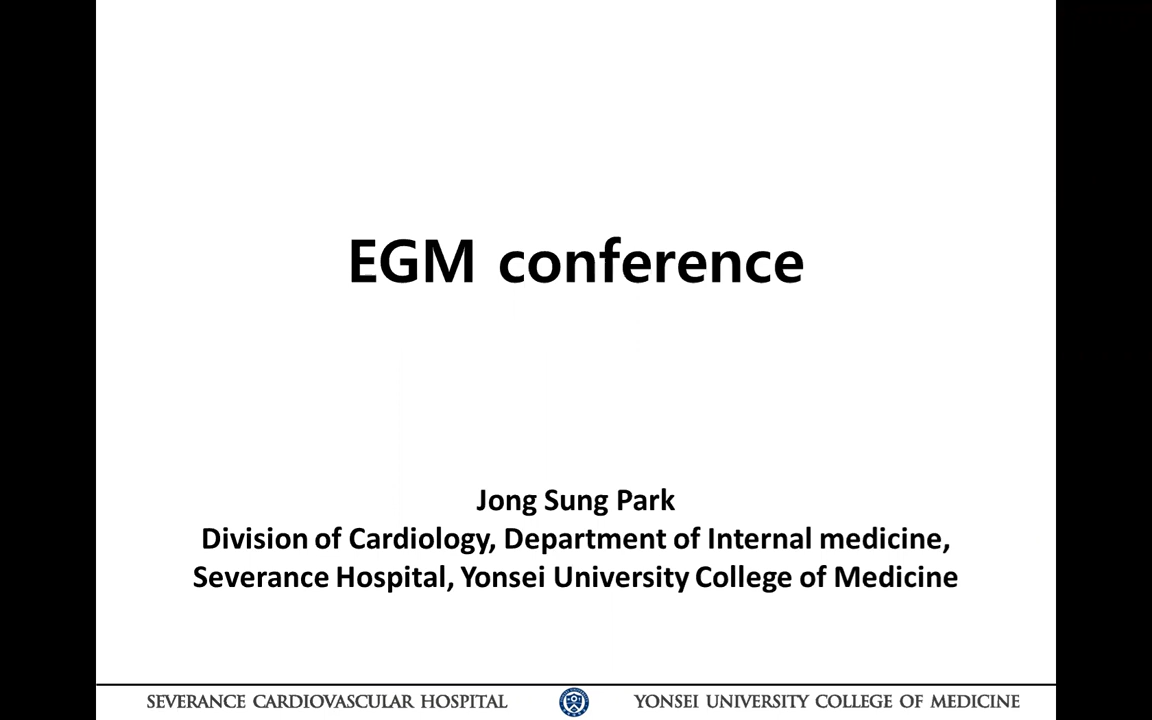 EGM conference
Jong Sung Park
Division of Cardiology, Department of Internal medicine,
Severance Hospital, Yonsei University College of Medicine
SEVERANCE CARDIOVASCULAR HOSPITAL
YONSEI UNIVERSITY COLLEGE OF MEDICINE